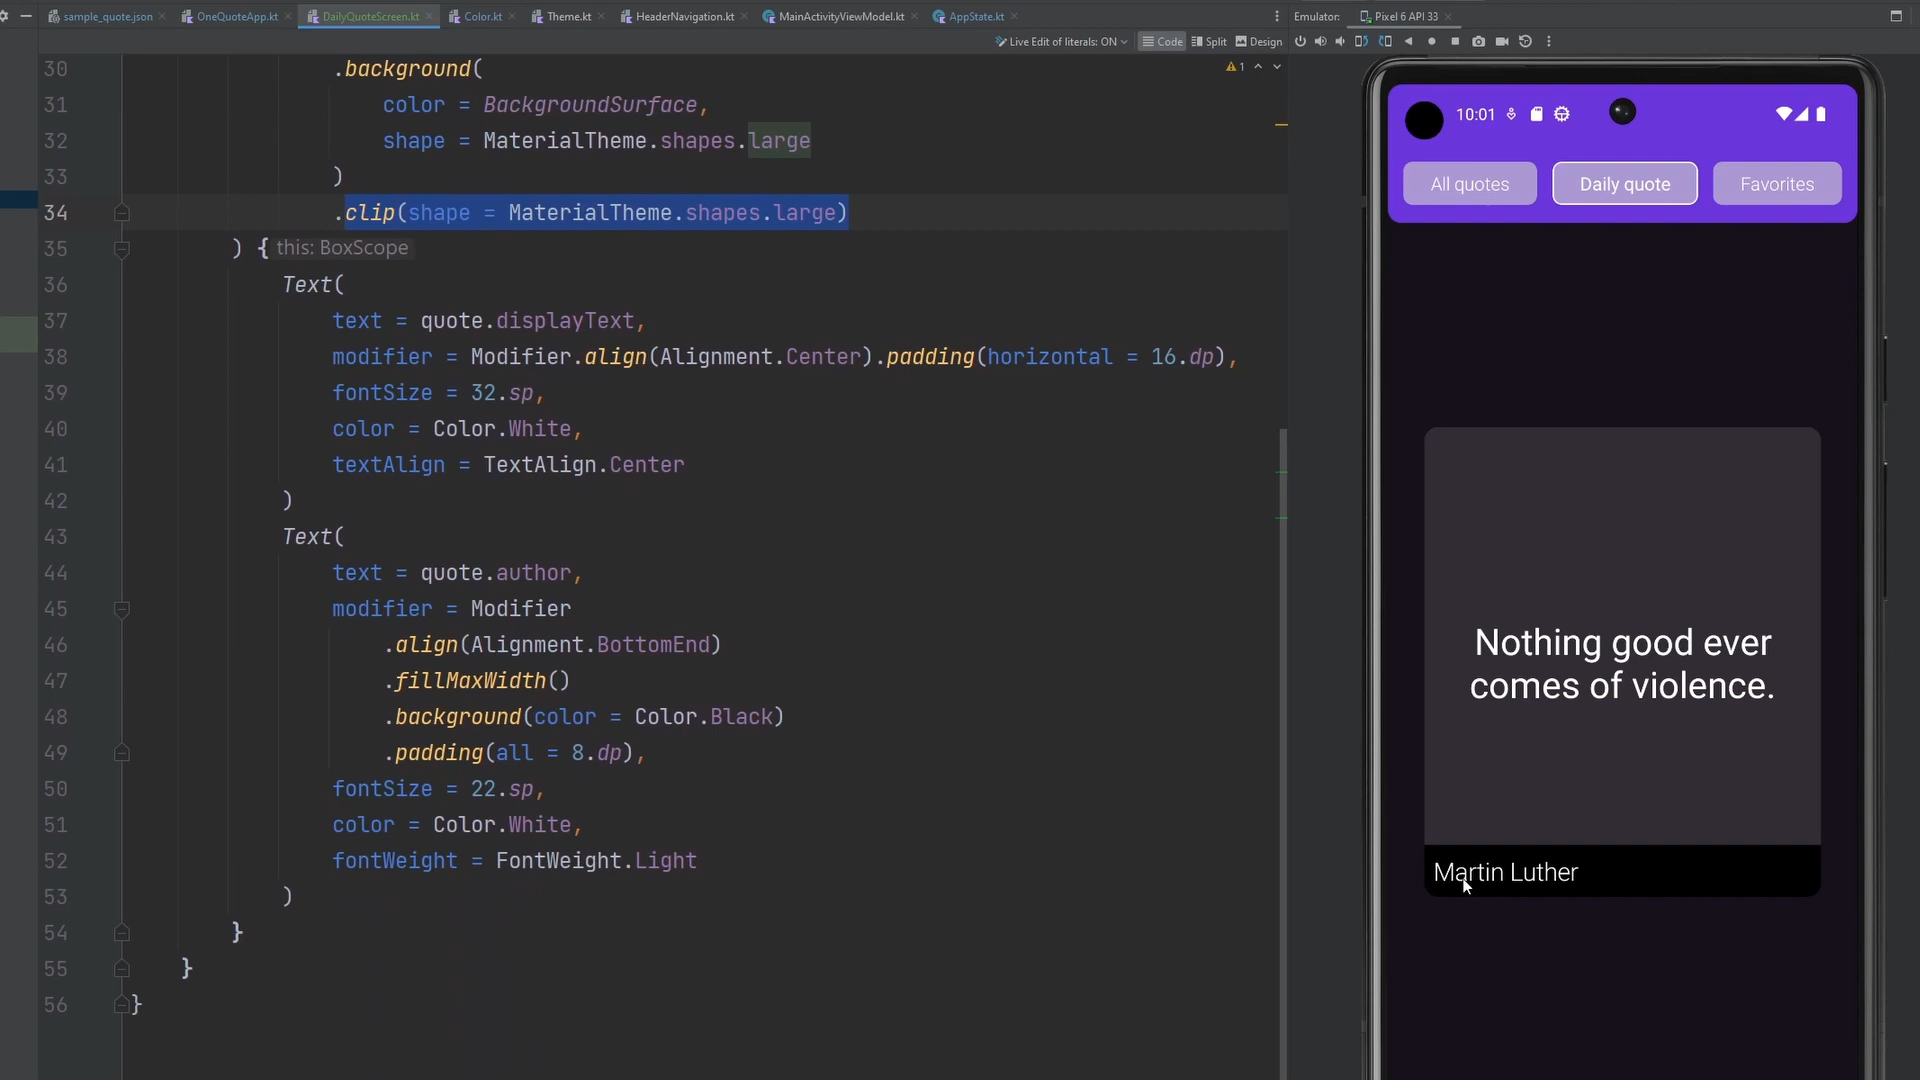 sample_quote.json
OneQuoteApp.kt
DailyQuoteScreen.kt
Color.kt
Theme.kt
HeaderNavigation.kt
MainActivityViewModel.kt
AppState.kt
Emulator:
Pixel 6 API 33
Live Edit of literals: ON
Code
Split
Design
1
30 .background(
31 color = BackgroundSurface,
32 shape = MaterialTheme.shapes.large
33 )
34 .clip(shape = MaterialTheme.shapes.large)
35 ) { this: BoxScope
36 Text(
37 text = quote.displayText,
38 modifier = Modifier.align(Alignment.Center).padding(horizontal = 16.dp),
39 fontSize = 32.sp,
40 color = Color.White,
41 textAlign = TextAlign.Center
42 )
43 Text(
44 text = quote.author,
45 modifier = Modifier
46 .align(Alignment.BottomEnd)
47 .fillMaxWidth()
48 .background(color = Color.Black)
49 .padding(all = 8.dp),
50 fontSize = 22.sp,
51 color = Color.White,
52 fontWeight = FontWeight.Light
53 )
54 }
55 }
56 }
10:01
All quotes
Daily quote
Favorites
Nothing good ever
comes of violence.
Martin Luther